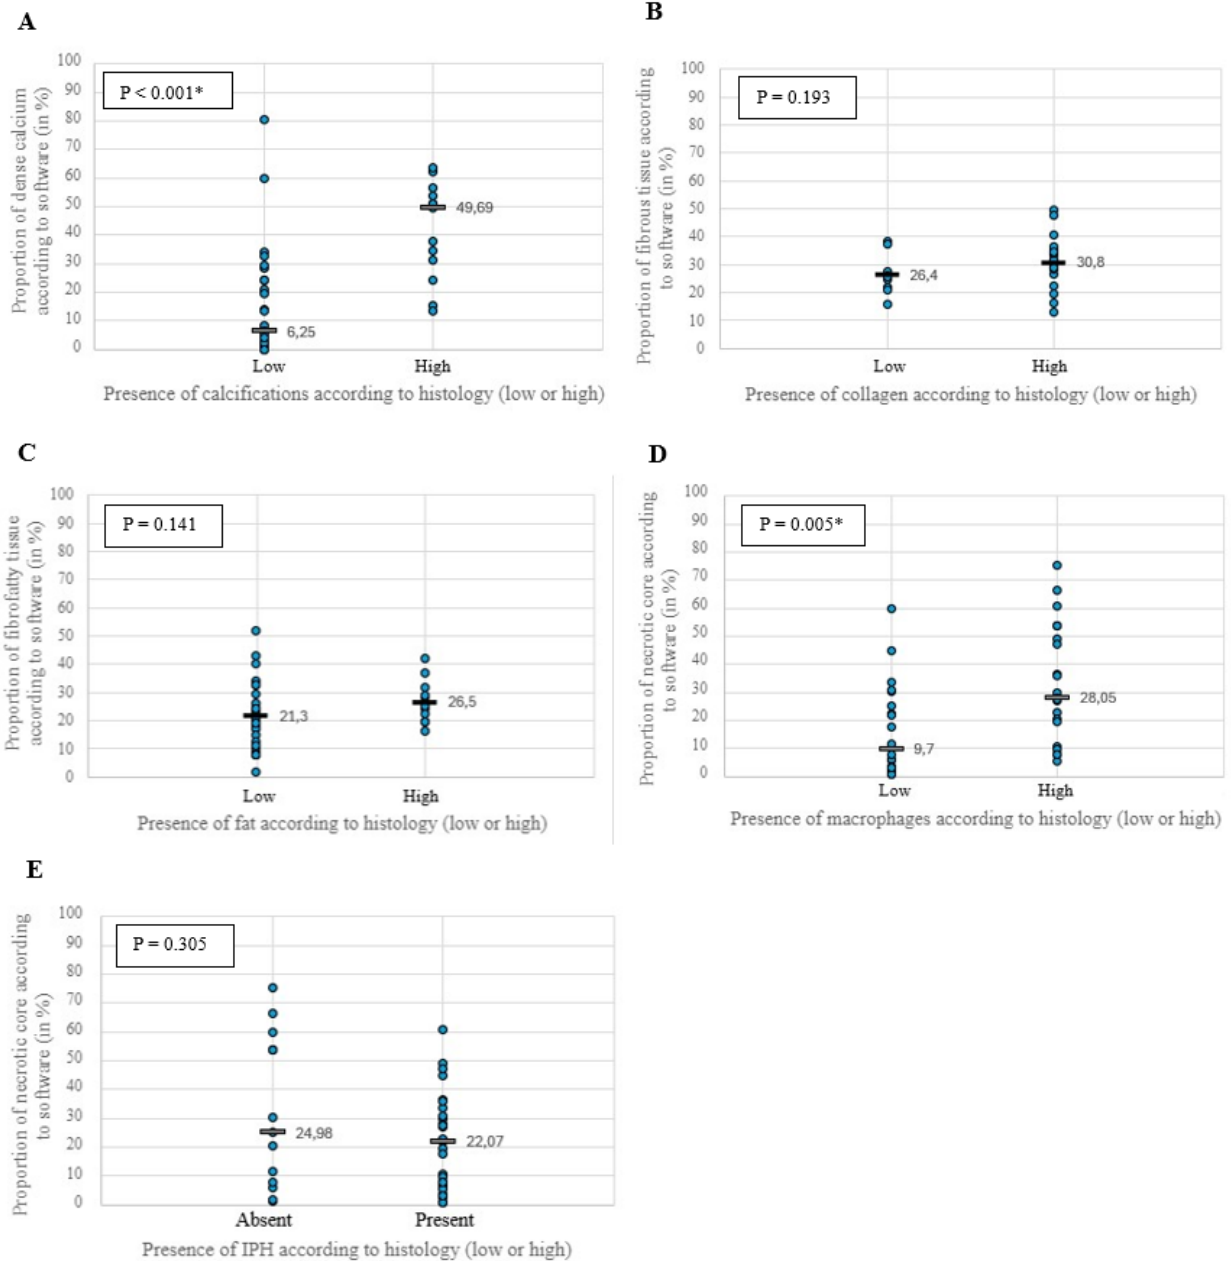 A
P < 0.001*
Proportion of dense calcium
according to software (in %)
100
90
80
70
60
50
40
30
20
10
0
49,69
6,25
Low
High
Presence of calcifications according to histology (low or high)
B
P = 0.193
Proportion of fibrous tissue according
to software (in %)
100
90
80
70
60
50
40
30
20
10
0
26,4
30,8
Low
High
Presence of collagen according to histology (low or high)
C
P = 0.141
Proportion of fibrofatty tissue
according to software (in %)
100
90
80
70
60
50
40
30
20
10
0
21,3
26,5
Low
High
Presence of fat according to histology (low or high)
D
P = 0.005*
Proportion of necrotic core according
to software (in %)
100
90
80
70
60
50
40
30
20
10
0
9,7
28,05
Low
High
Presence of macrophages according to histology (low or high)
E
P = 0.305
Proportion of necrotic core according
to software (in %)
100
90
80
70
60
50
40
30
20
10
0
24,98
22,07
Absent
Present
Presence of IPH according to histology (low or high)